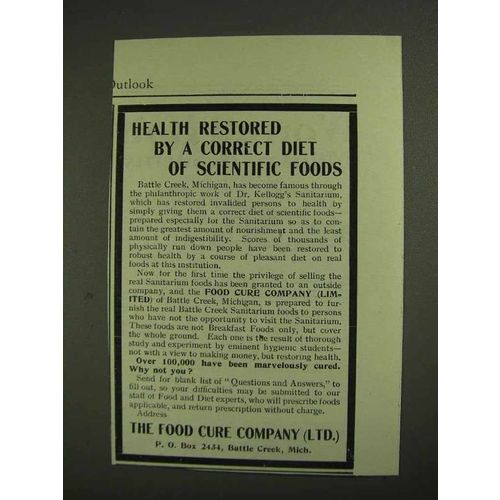 Outlook
HEALTH RESTORED
BY A CORRECT DIET
OF SCIENTIFIC FOODS
Battle Creek, Michigan, has become famous through
the philanthropic work of Dr. Kellogg's Sanitarium,
which has restored invalided persons to health by
simply giving them a correct diet of scientific foods—
prepared especially for the Sanitarium so as to con-
tain the greatest amount of nourishment and the least
amount of indigestibility. Scores of thousands of
physically run down people have been restored to
robust health by a course of pleasant diet on real
foods at this institution.
Now for the first time the privilege of selling the
real Sanitarium foods has been granted to an outside
company, and the FOOD CURE COMPANY (LIM-
ITED) of Battle Creek, Michigan, is prepared to fur-
nish the real Battle Creek Sanitarium foods to persons
who have not the opportunity to visit the Sanitarium.
These foods are not Breakfast Foods only, but cover
the whole ground. Each one is the result of thorough
study and experiment by eminent hygienic students—
not with a view to making money, but restoring health.
Over 100,000 have been marvelously cured.
Why not you?
Send for blank list of "Questions and Answers," to
fill out, so your difficulties may be submitted to our
staff of Food and Diet experts, who will prescribe foods
applicable, and return prescription without charge.
Address
THE FOOD CURE COMPANY (LTD.)
P. O. Box 2434, Battle Creek, Mich.